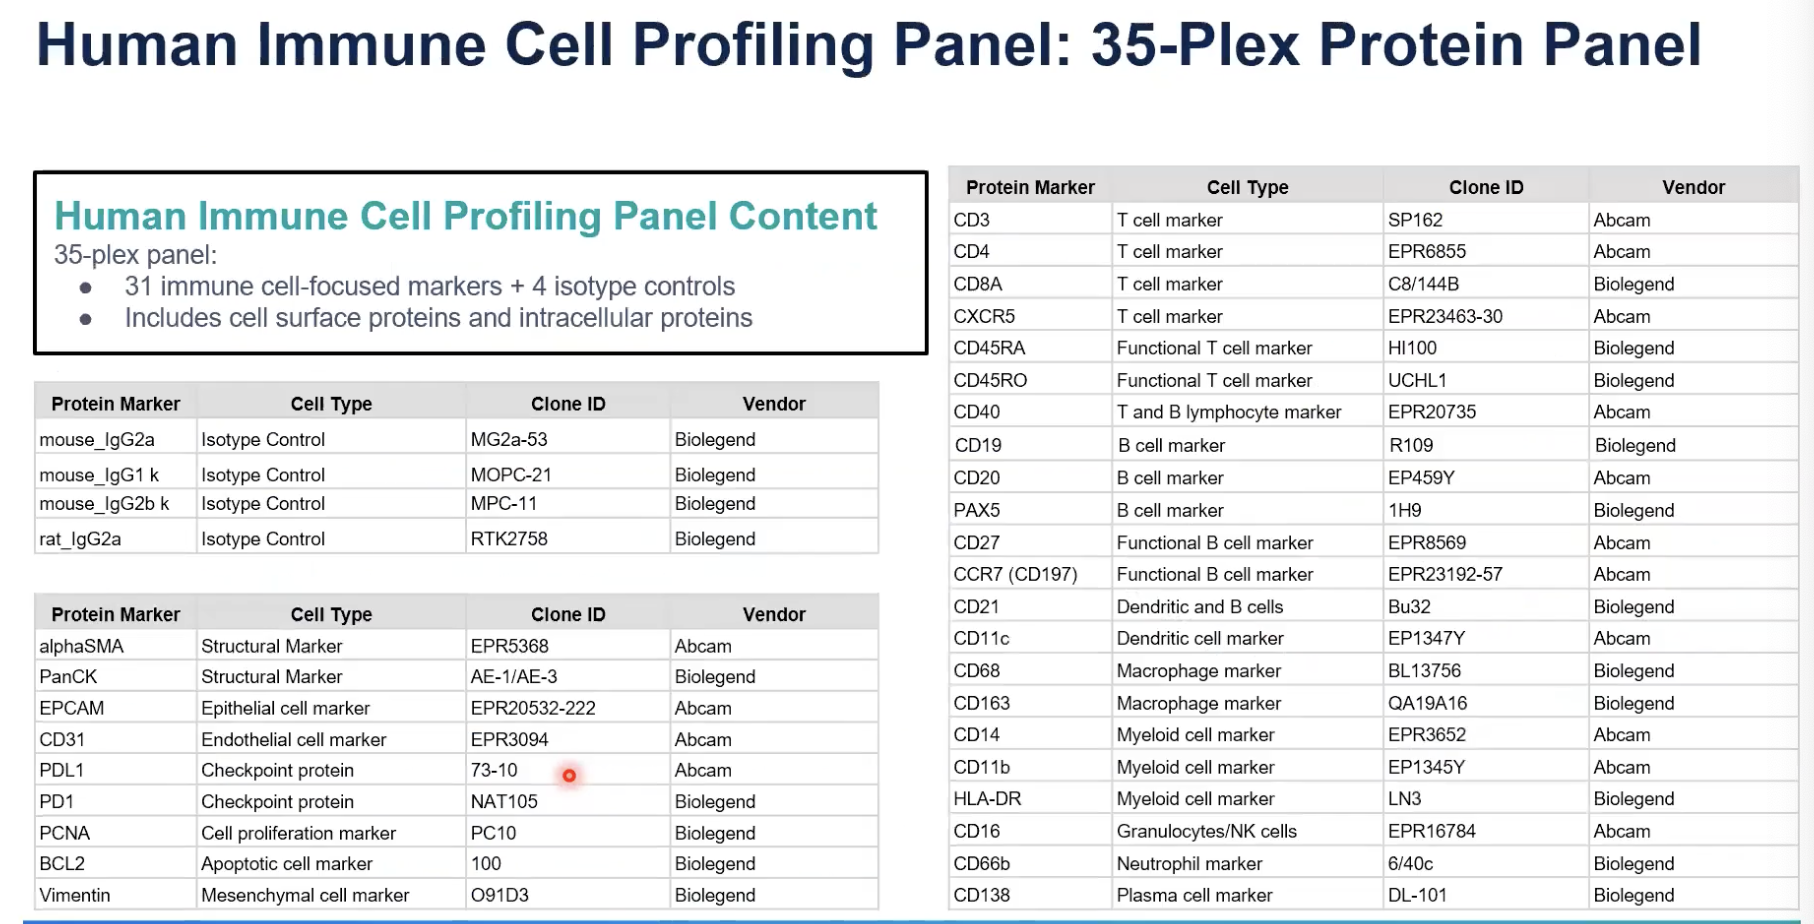 Human Immune Cell Profiling Panel: 35-Plex Protein Panel
Human Immune Cell Profiling Panel Content
35-plex panel:
● 31 immune cell-focused markers + 4 isotype controls
● Includes cell surface proteins and intracellular proteins
Protein Marker Cell Type Clone ID Vendor
mouse_IgG2a Isotype Control MG2a-53 Biolegend
mouse_IgG1 k Isotype Control MOPC-21 Biolegend
mouse_IgG2b k Isotype Control MPC-11 Biolegend
rat_IgG2a Isotype Control RTK2758 Biolegend
Protein Marker Cell Type Clone ID Vendor
alphaSMA Structural Marker EPR5368 Abcam
PanCK Structural Marker AE-1/AE-3 Biolegend
EPCAM Epithelial cell marker EPR20532-222 Abcam
CD31 Endothelial cell marker EPR3094 Abcam
PDL1 Checkpoint protein 73-10 Abcam
PD1 Checkpoint protein NAT105 Biolegend
PCNA Cell proliferation marker PC10 Biolegend
BCL2 Apoptotic cell marker 100 Biolegend
Vimentin Mesenchymal cell marker O91D3 Biolegend
Protein Marker Cell Type Clone ID Vendor
CD3 T cell marker SP162 Abcam
CD4 T cell marker EPR6855 Abcam
CD8A T cell marker C8/144B Biolegend
CXCR5 T cell marker EPR23463-30 Abcam
CD45RA Functional T cell marker HI100 Biolegend
CD45RO Functional T cell marker UCHL1 Biolegend
CD40 T and B lymphocyte marker EPR20735 Abcam
CD19 B cell marker R109 Biolegend
CD20 B cell marker EP459Y Abcam
PAX5 B cell marker 1H9 Biolegend
CD27 Functional B cell marker EPR8569 Abcam
CCR7 (CD197) Functional B cell marker EPR23192-57 Abcam
CD21 Dendritic and B cells Bu32 Biolegend
CD11c Dendritic cell marker EP1347Y Abcam
CD68 Macrophage marker BL13756 Biolegend
CD163 Macrophage marker QA19A16 Biolegend
CD14 Myeloid cell marker EPR3652 Abcam
CD11b Myeloid cell marker EP1345Y Abcam
HLA-DR Myeloid cell marker LN3 Biolegend
CD16 Granulocytes/NK cells EPR16784 Abcam
CD66b Neutrophil marker 6/40c Biolegend
CD138 Plasma cell marker DL-101 Biolegend